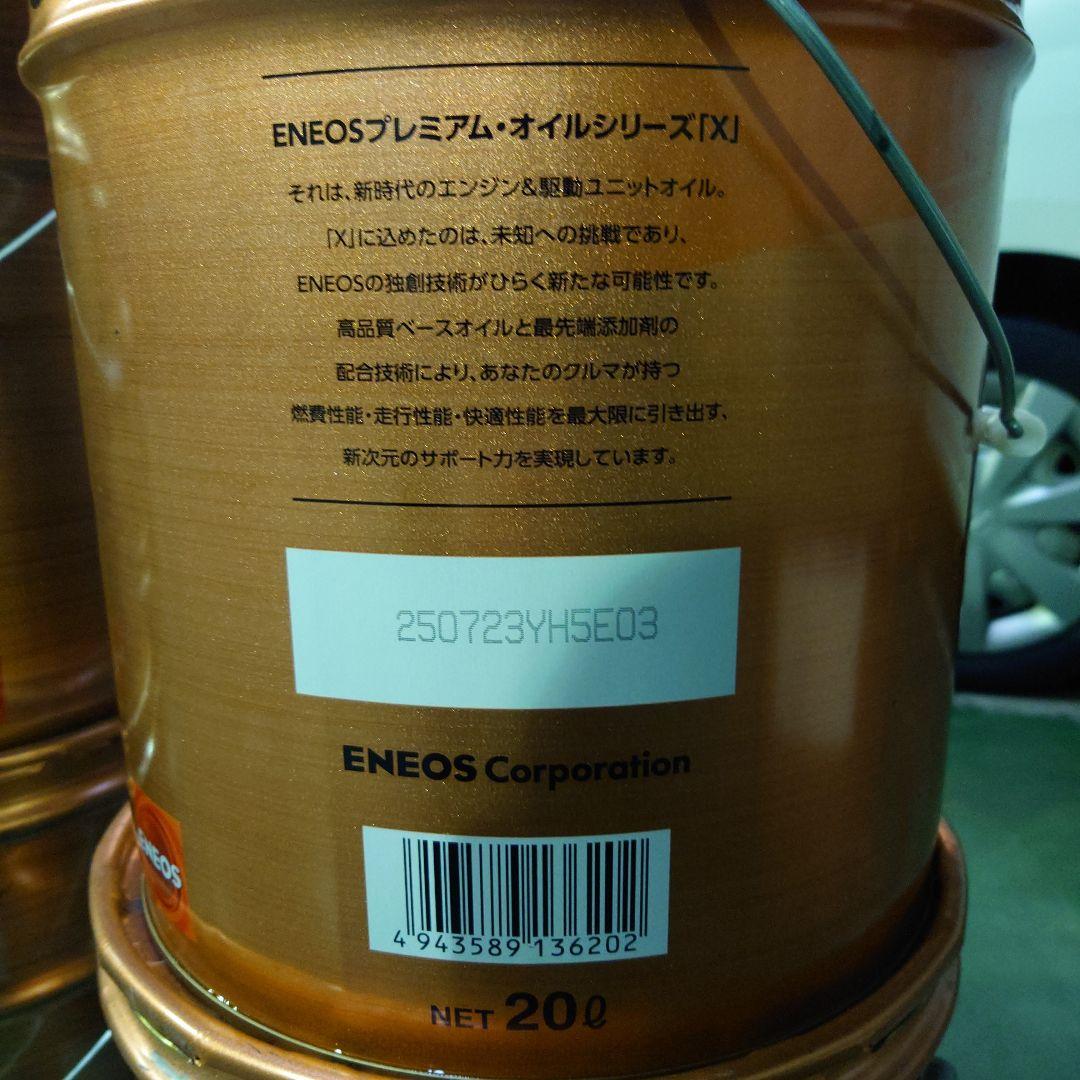 ENEOSプレミアム・オイルシリーズ「X」
それは、新時代のエンジン&駆動ユニットオイル。
「X」に込めたのは、未知への挑戦であり、
ENEOSの独創技術がひらく新たな可能性です。
高品質ベースオイルと最先端添加剤の
配合技術により、あなたのクルマが持つ
燃費性能・走行性能・快適性能を最大限に引き出す、
新次元のサポート力を実現しています。
250723YH5E03
ENEOS Corporation
4 943589 136202
NET 20ℓ
ENEOS